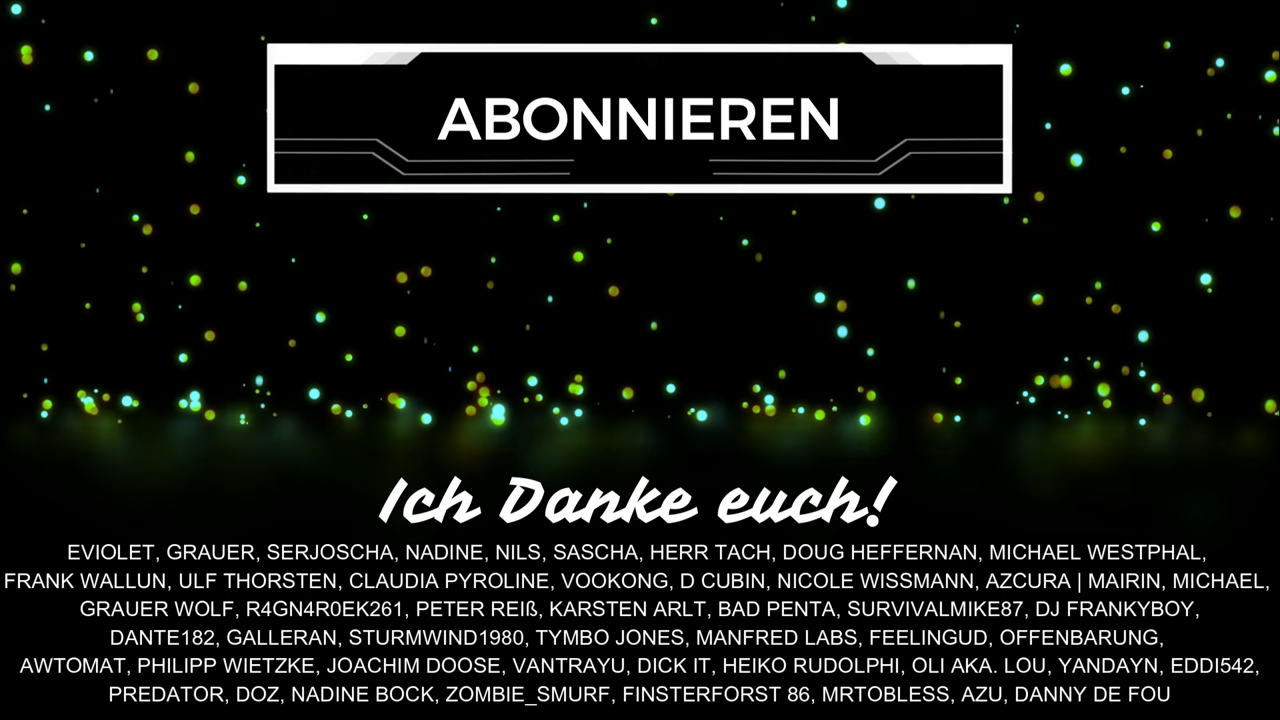 ABONNIEREN
Ich Danke euch!
EVIOLET, GRAUER, SERJOSCHA, NADINE, NILS, SASCHA, HERR TACH, DOUG HEFFERNAN, MICHAEL WESTPHAL,
FRANK WALLUN, ULF THORSTEN, CLAUDIA PYROLINE, VOOKONG, D CUBIN, NICOLE WISSMANN, AZCURA | MAIRIN, MICHAEL,
GRAUER WOLF, R4GN4R0EK261, PETER REIß, KARSTEN ARLT, BAD PENTA, SURVIVALMIKE87, DJ FRANKYBOY,
DANTE182, GALLERAN, STURMWIND1980, TYMBO JONES, MANFRED LABS, FEELINGUD, OFFENBARUNG,
AWTOMAT, PHILIPP WIETZKE, JOACHIM DOOSE, VANTRAYU, DICK IT, HEIKO RUDOLPHI, OLI AKA. LOU, YANDAYN, EDDI542,
PREDATOR, DOZ, NADINE BOCK, ZOMBIE_SMURF, FINSTERFORST 86, MRTOBLESS, AZU, DANNY DE FOU